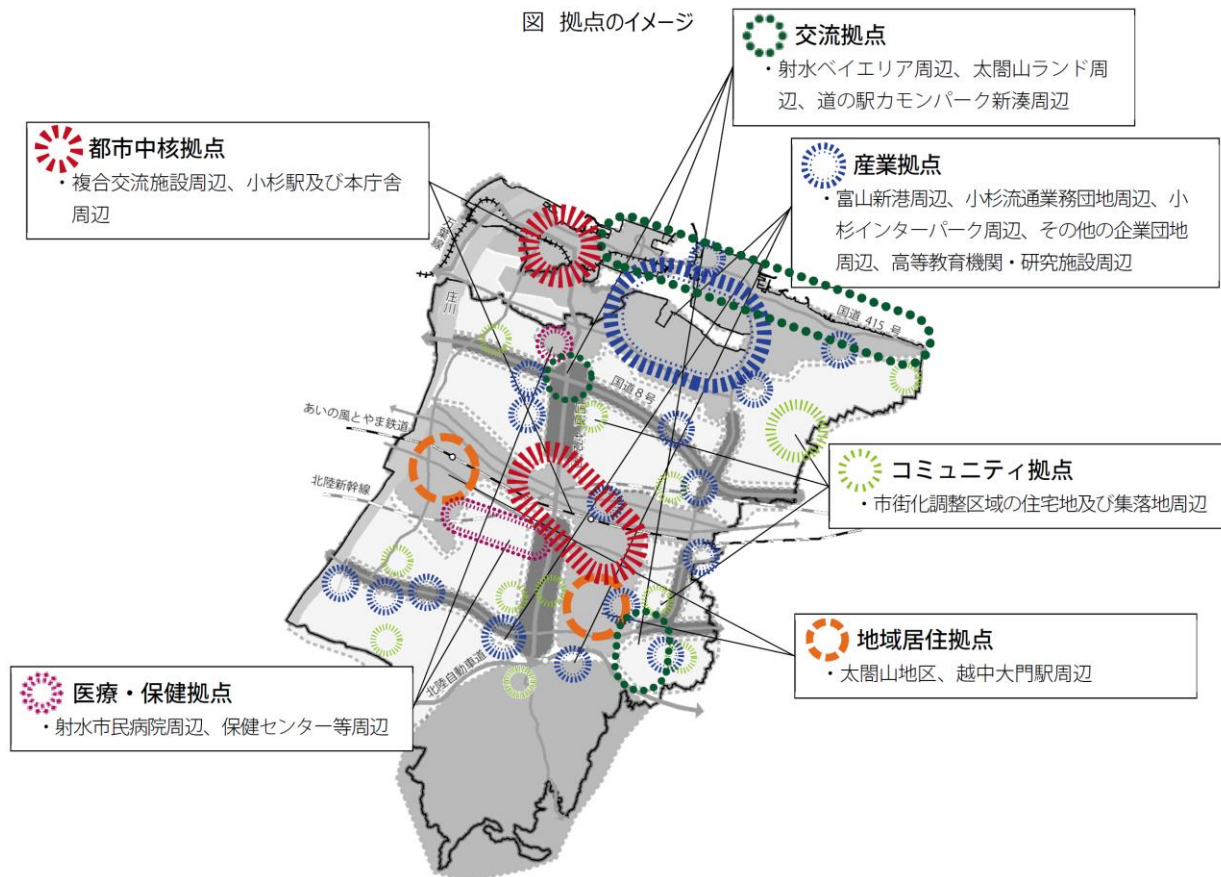 図 拠点のイメージ
交流拠点
・射水ベイエリア周辺、太閤山ランド周
辺、道の駅カモンパーク新湊周辺
都市中核拠点
・複合交流施設周辺、小杉駅及び本庁舎
周辺
産業拠点
・富山新港周辺、小杉流通業務団地周辺、小
杉インターパーク周辺、その他の企業団地
周辺、高等教育機関・研究施設周辺
万葉線
庄川
国道 415 号
国道8号
あいの風とやま鉄道
北陸新幹線
コミュニティ拠点
・市街化調整区域の住宅地及び集落地周辺
地域居住拠点
・太閤山地区、越中大門駅周辺
北陸自動車道
医療・保健拠点
・射水市民病院周辺、保健センター等周辺